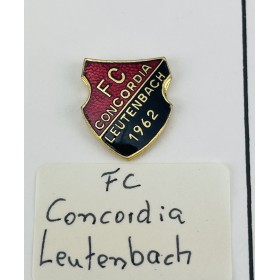 FC
CONCORDIA
LEUTENBACH
1962
FC
Concordia
Leutenbach